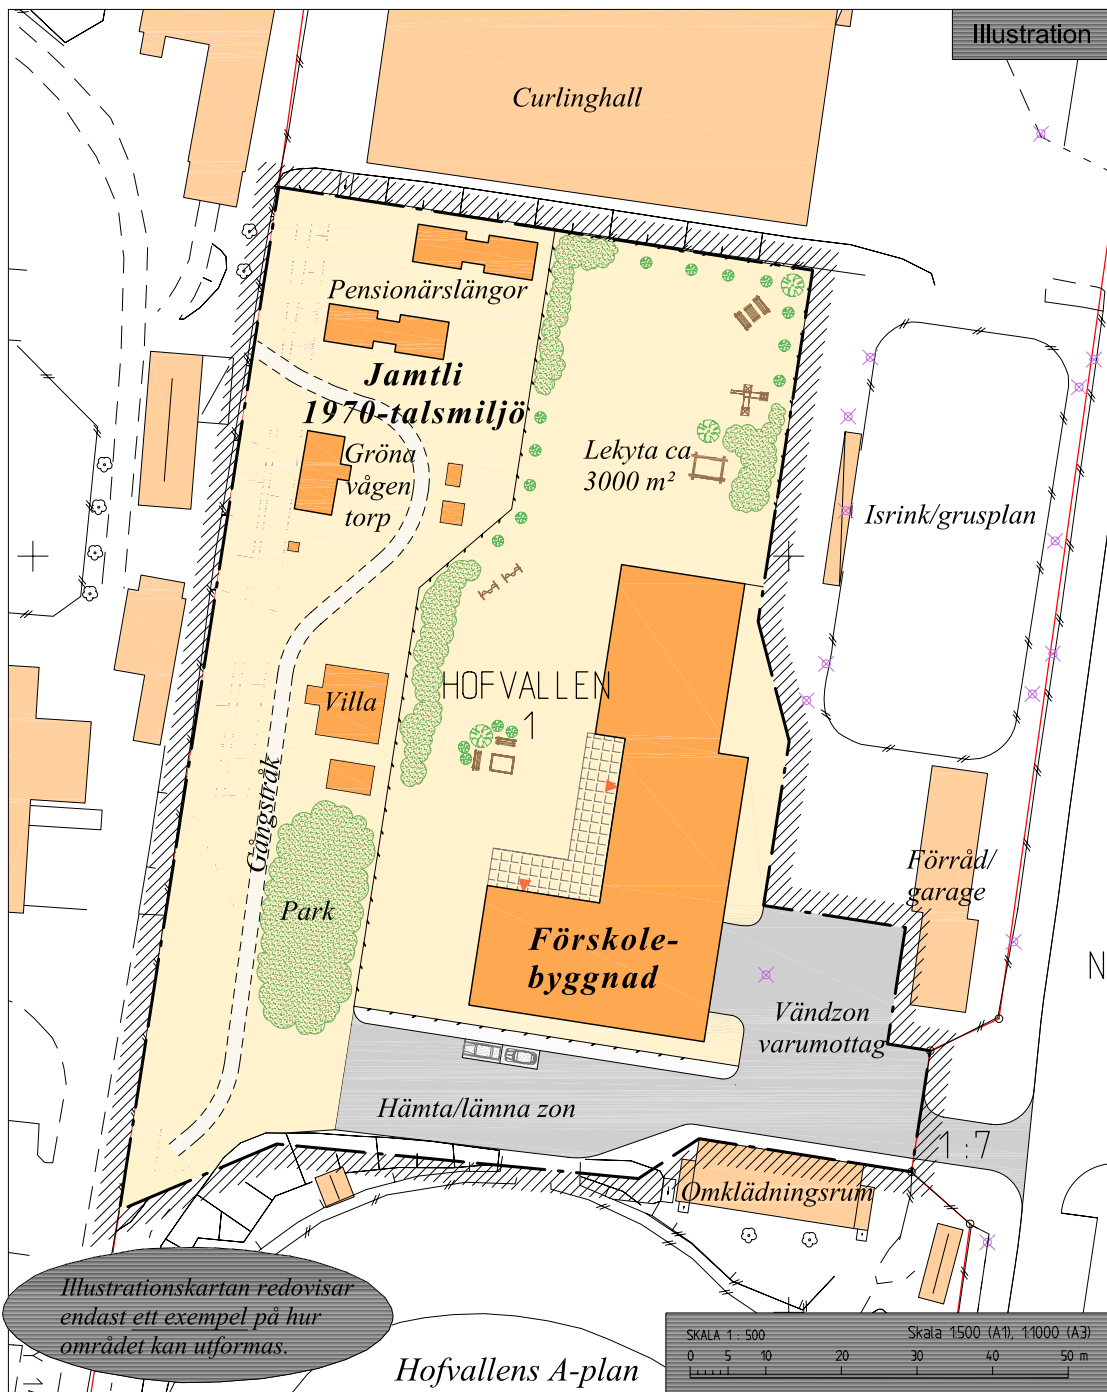 Illustration
Curlinghall
Pensionärslängor
Jamtli
1970-talsmiljö
Gröna
vågen
torp
Lekyta ca
3000 m²
Isrink/grusplan
HOFVALLEN
1
Villa
Gångstråk
Park
Förråd/
garage
Förskole-
byggnad
N
Vändzon
varumottag
Hämta/lämna zon
1:7
Omklädningsrum
Illustrationskartan redovisar
endast ett exempel på hur
området kan utformas.
Hofvallens A-plan
SKALA 1 : 500
Skala 1:500 (A1), 1:1000 (A3)
0 5 10 20 30 40 50 m